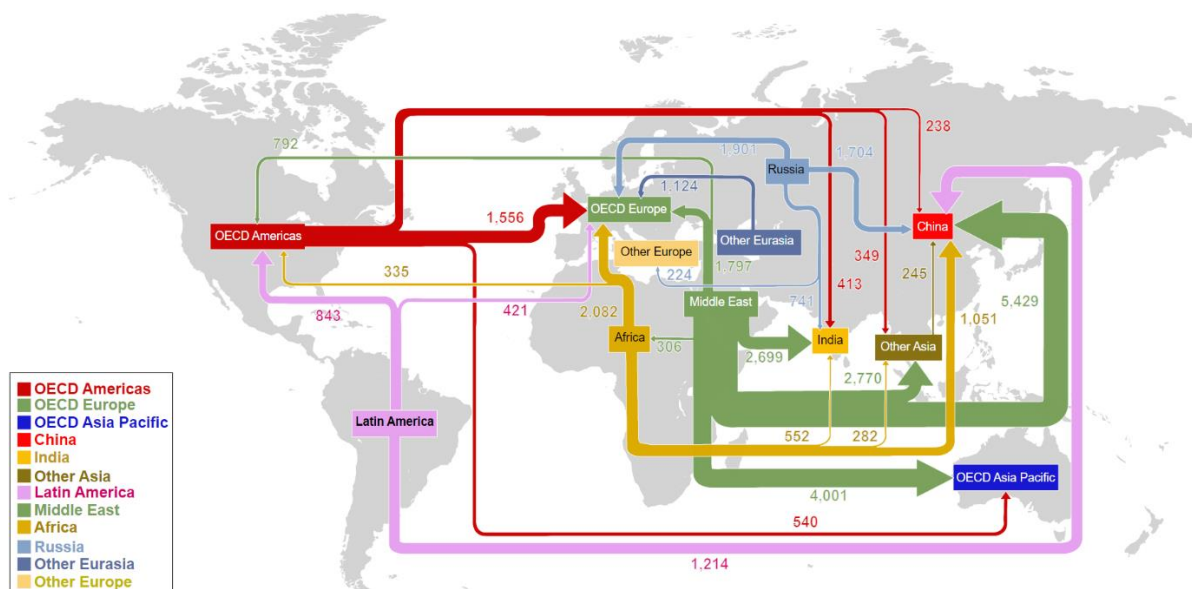 792
238
1,901
1,704
Russia
1.124
OECD Europe
1,556
OECD Americas
China
Other Europe
Other Eurasia
335
224
1,797
349
413
245
843
421
2.082
Middle East
741
5,429
1,051
Africa
306
2,699
India
Other Asia
2,770
Latin America
552
282
OECD Asia Pacific
4,001
540
1,214
OECD Americas
OECD Europe
OECD Asia Pacific
China
India
Other Asia
Latin America
Middle East
Africa
Russia
Other Eurasia
Other Europe